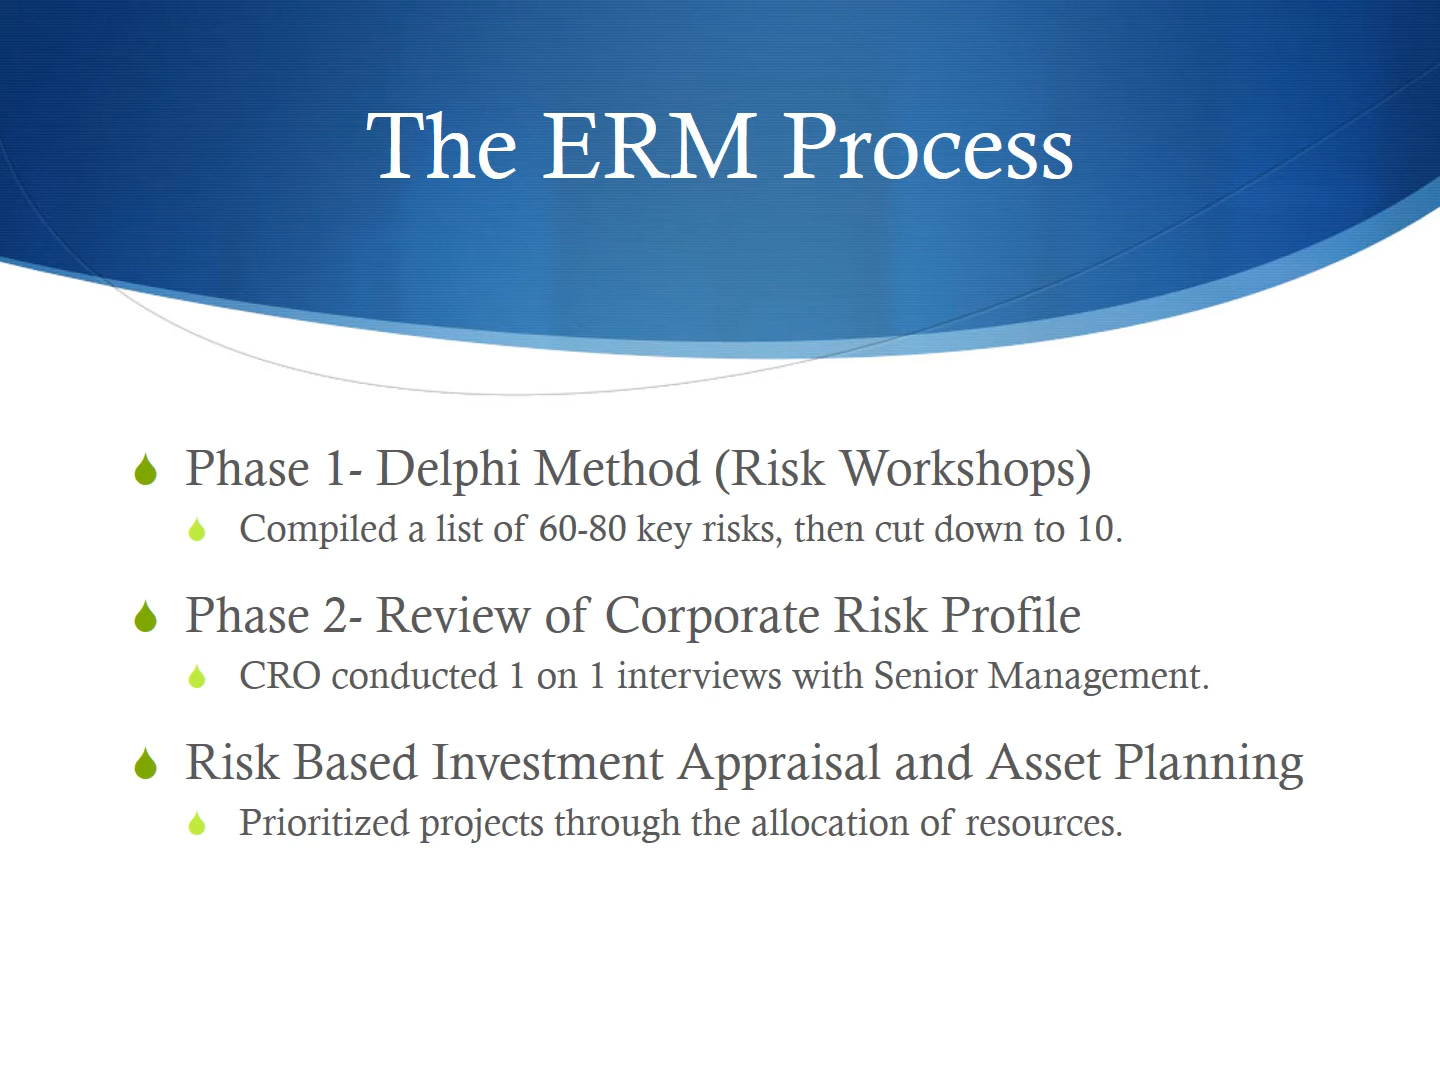 The ERM Process
Phase 1- Delphi Method (Risk Workshops)
Compiled a list of 60-80 key risks, then cut down to 10.
Phase 2- Review of Corporate Risk Profile
CRO conducted 1 on 1 interviews with Senior Management.
Risk Based Investment Appraisal and Asset Planning
Prioritized projects through the allocation of resources.